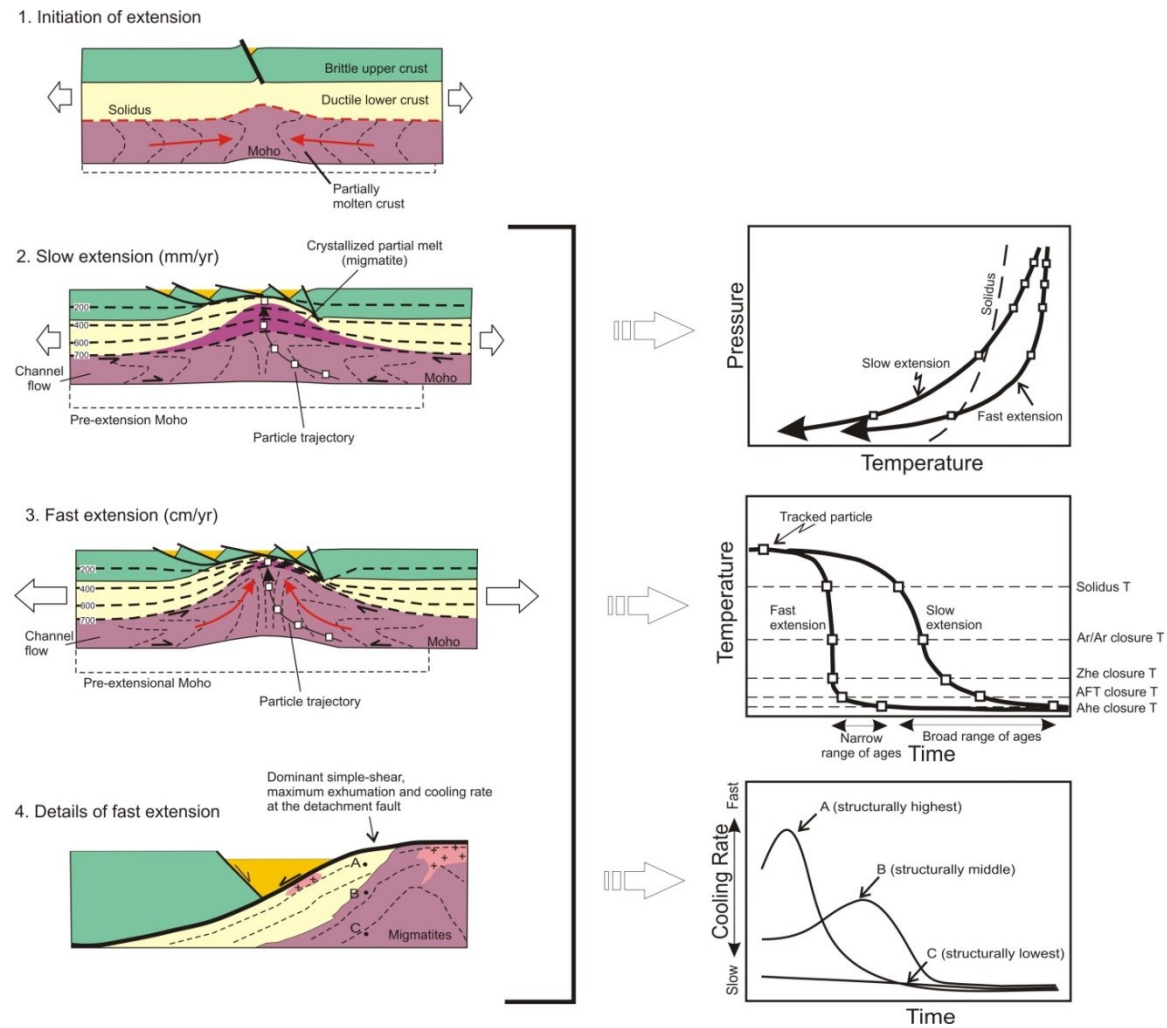 1. Initiation of extension
Brittle upper crust
Ductile lower crust
Solidus
Moho
Partially
molten crust
2. Slow extension (mm/yr)
Crystallized partial melt
(migmatite)
200
400
600
700
Channel
flow
Moho
Pre-extension Moho
Particle trajectory
3. Fast extension (cm/yr)
200
400
600
700
Channel
flow
Moho
Pre-extensional Moho
Particle trajectory
4. Details of fast extension
Dominant simple-shear,
maximum exhumation and cooling rate
at the detachment fault
A
B
C
Migmatites
Pressure
Solidus
Slow extension
Fast extension
Temperature
Temperature
Tracked particle
Fast
extension
Slow
extension
Solidus T
Ar/Ar closure T
Zhe closure T
AFT closure T
Ahe closure T
Narrow
range of ages
Broad range of ages
Time
Cooling Rate
Fast
Slow
A (structurally highest)
B (structurally middle)
C (structurally lowest)
Time